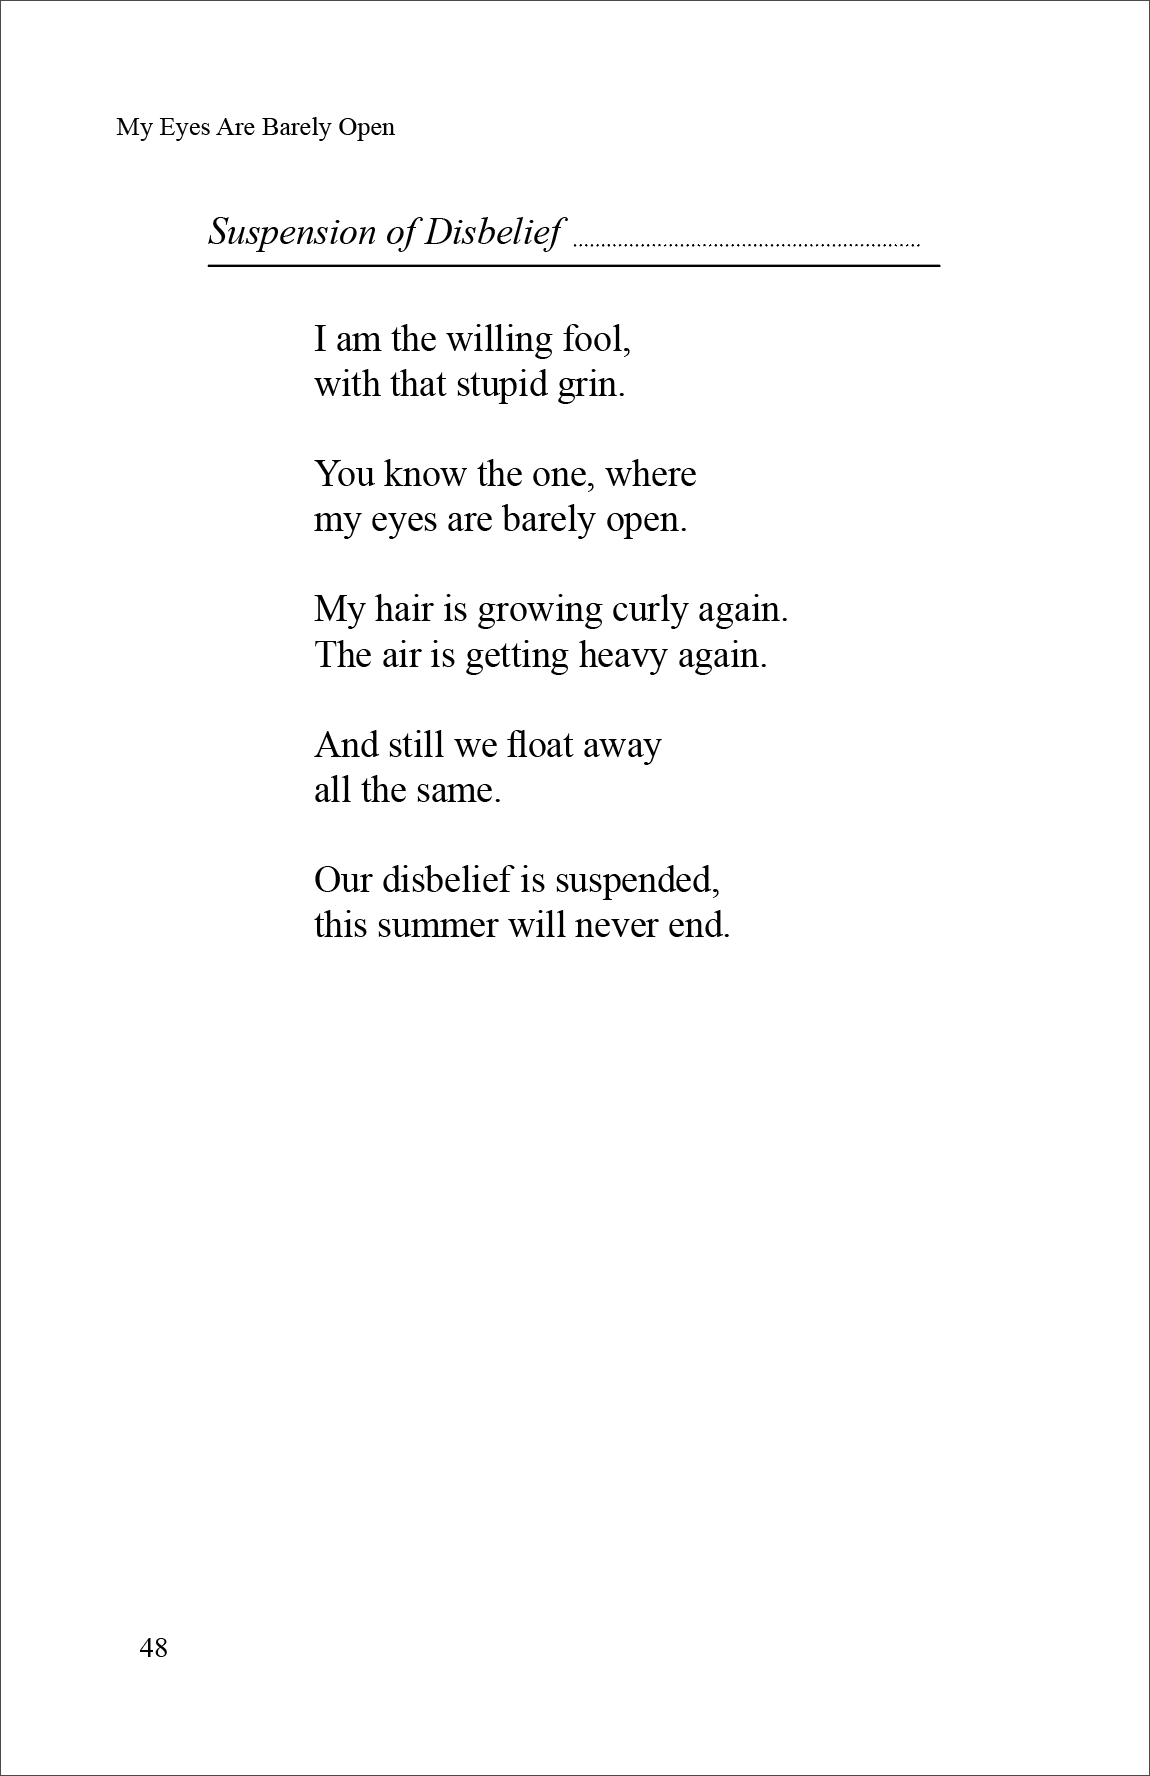 My Eyes Are Barely Open
Suspension of Disbelief
I am the willing fool,
with that stupid grin.
You know the one, where
my eyes are barely open.
My hair is growing curly again.
The air is getting heavy again.
And still we float away
all the same.
Our disbelief is suspended,
this summer will never end.
48